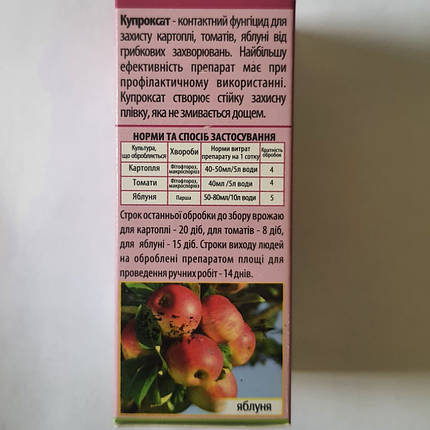 Купроксат - контактний фунгіцид для
захисту картоплі, томатів, яблуні від
грибкових захворювань. Найбільшу
ефективність препарат має при
профілактичному використанні.
Купроксат створює стійку захисну
плівку, яка не змивається дощем.
НОРМИ ТА СПОСІБ ЗАСТОСУВАННЯ
Культура, що обробляється Хвороби Норми витрат препарату на 1 сотку Кратність обробок
Картопля Фітофтороз, макроспоріоз 40-50мл/5л води 4
Томати Фітофтороз, макроспоріоз 40мл /5л води 4
Яблуня Парша 50-80мл/10л води 5
Строк останньої обробки до збору врожаю
для картоплі - 20 діб, для томатів - 8 діб,
для яблуні - 15 діб. Строки виходу людей
на оброблені препаратом площі для
проведення ручних робіт - 14 днів.
яблуня